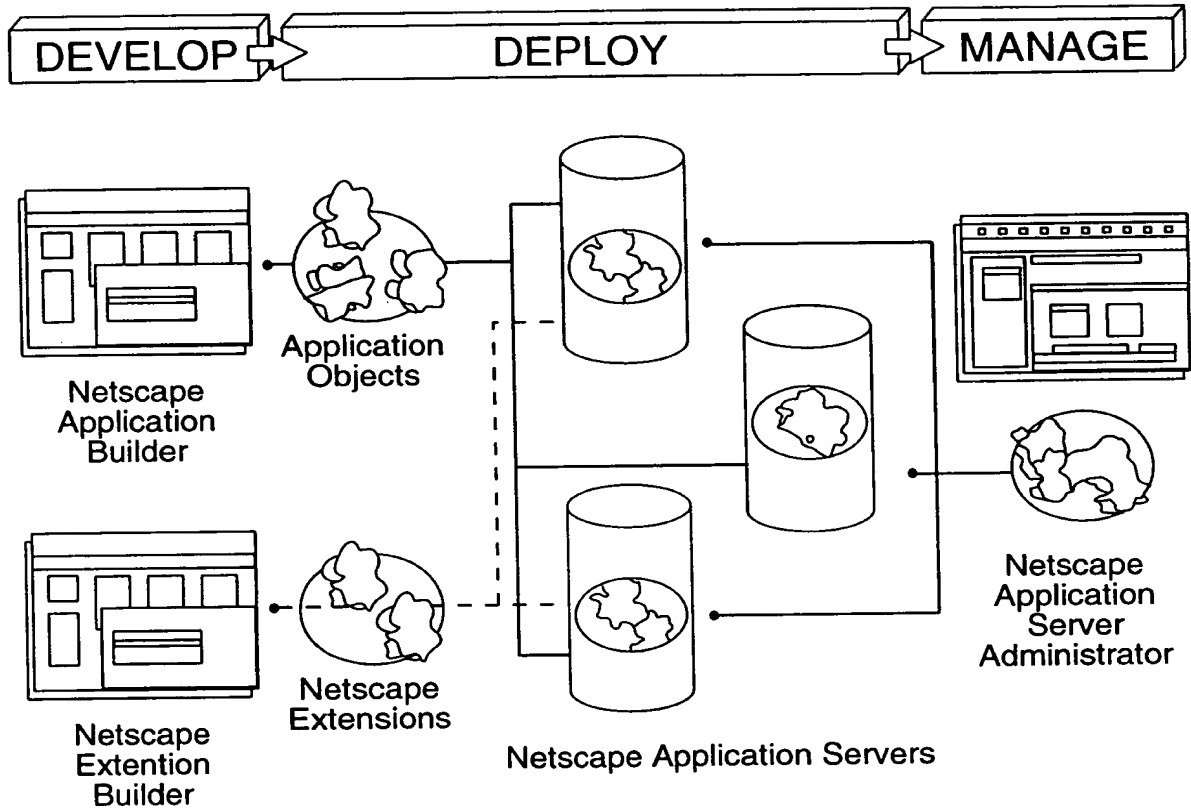 DEVELOP
DEPLOY
MANAGE
Application
Objects
Netscape
Application
Builder
Netscape
Extensions
Netscape
Extention
Builder
Netscape Application Servers
Netscape
Application
Server
Administrator